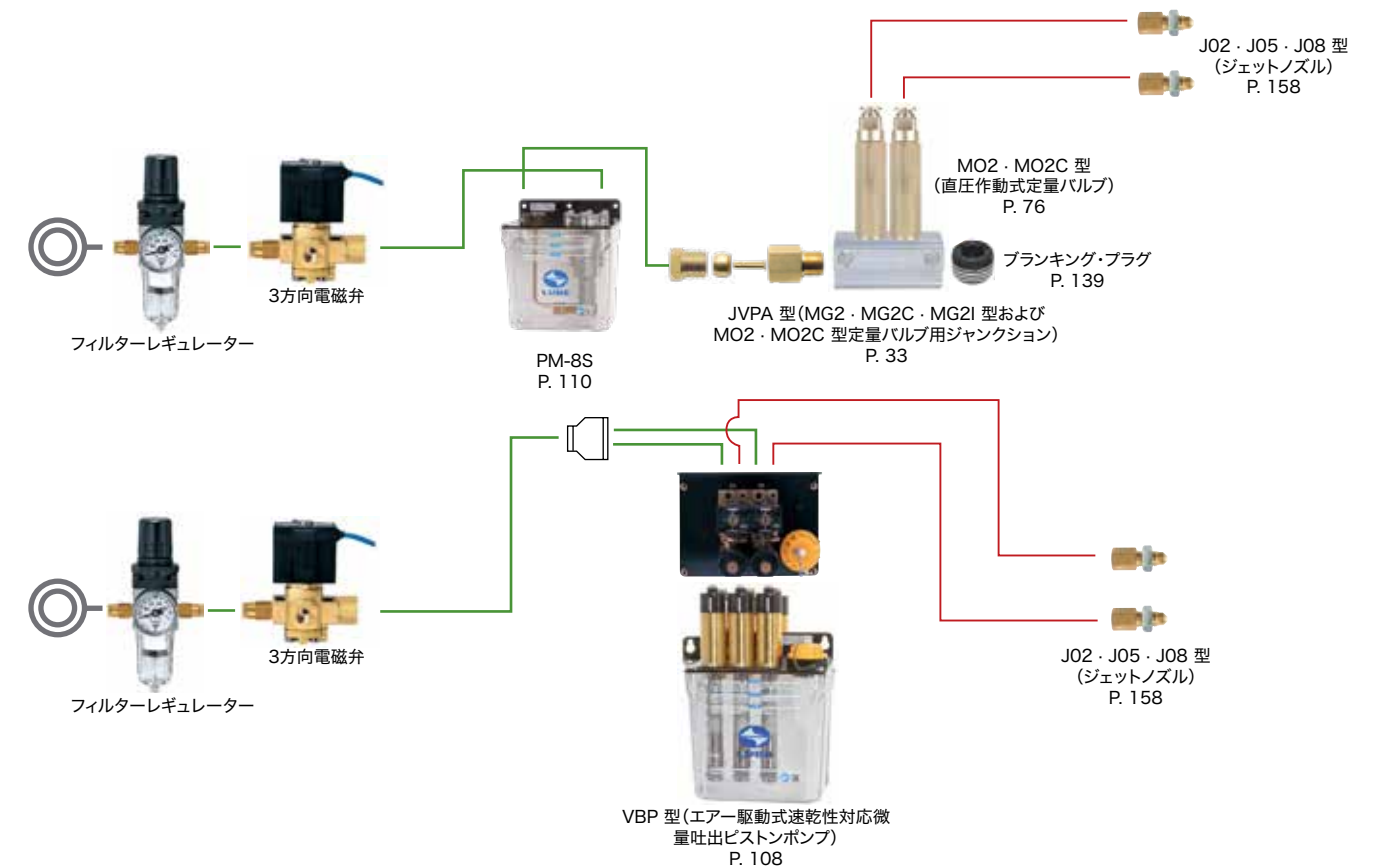 J02・J05・J08 型
（ジェットノズル）
P. 158
MO2・MO2C 型
（直圧作動式定量バルブ）
P. 76
ブランキング・プラグ
P. 139
3方向電磁弁
フィルターレギュレーター
JVPA 型（MG2・MG2C・MG2I 型および
MO2・MO2C 型定量バルブ用ジャンクション）
P. 33
PM-8S
P. 110
3方向電磁弁
フィルターレギュレーター
J02・J05・J08 型
（ジェットノズル）
P. 158
VBP 型（エアー駆動式速乾性対応微
量吐出ピストンポンプ）
P. 108